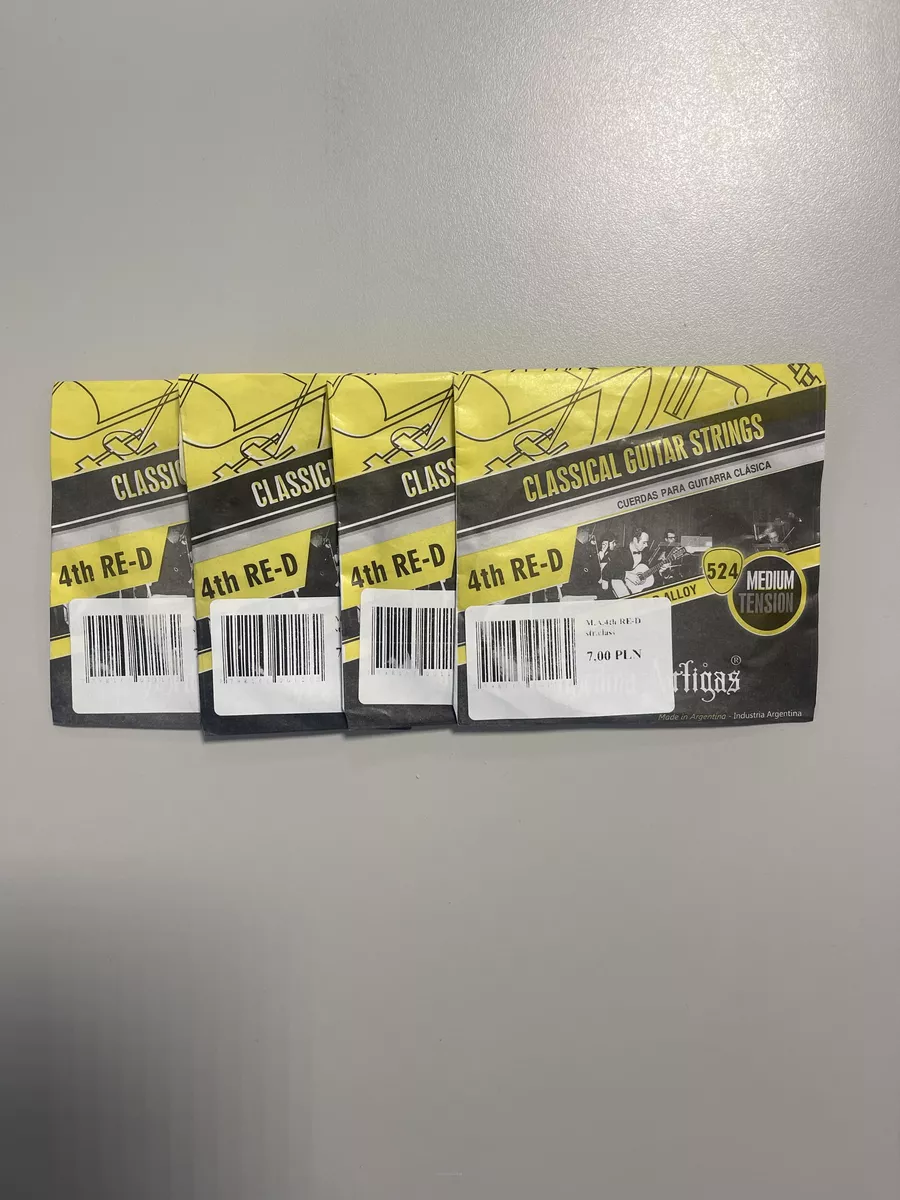 CLASSIC
4th RE-D
CLASSIC
4th RE-D
CLASS
4th RE-D
CLASSICAL GUITAR STRINGS
CUERDAS PARA GUITARRA CLÁSICA
4th RE-D
ALLOY
524
MEDIUM
TENSION
M.A.4th RE-D
str.class
7.00 PLN
Artigas®
Made in Argentina - Industria Argentina